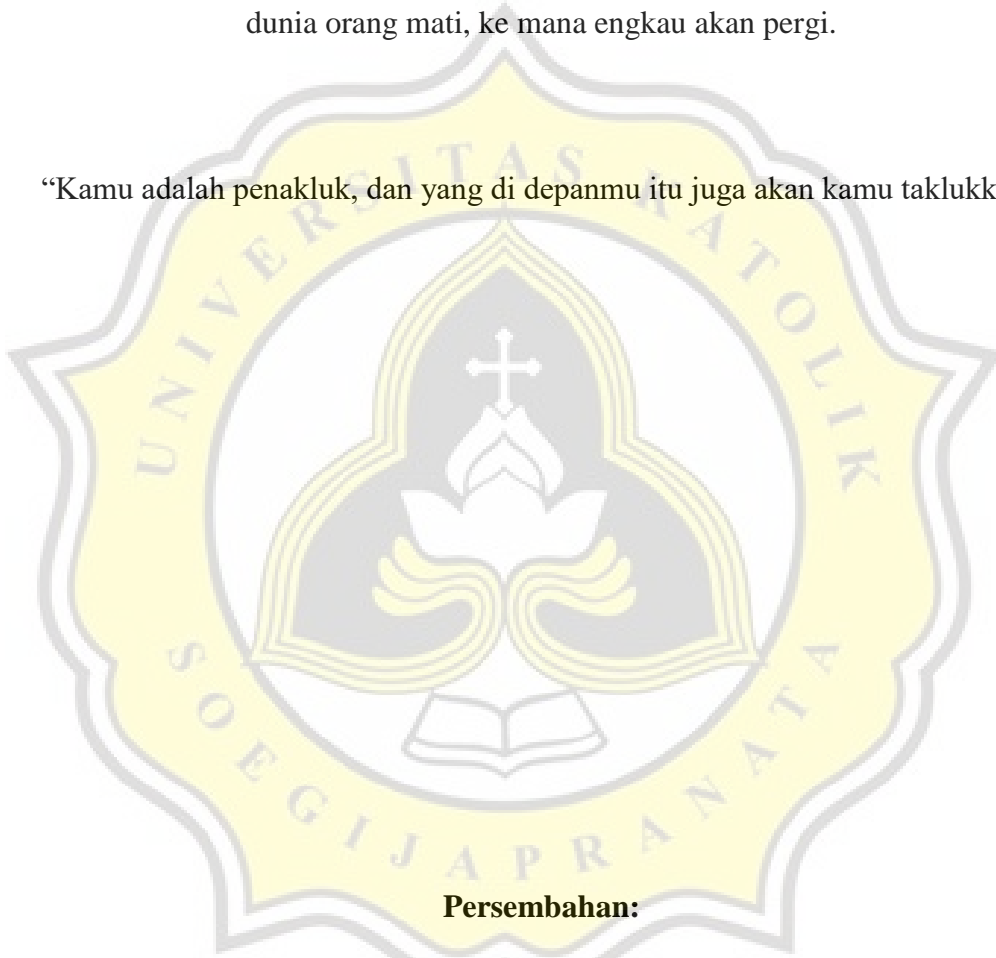 dunia orang mati, ke mana engkau akan pergi.
“Kamu adalah penakluk, dan yang di depanmu itu juga akan kamu taklukk
UNIVERSITAS KATOLIK
SOEGIJAPRANATA
Persembahan: